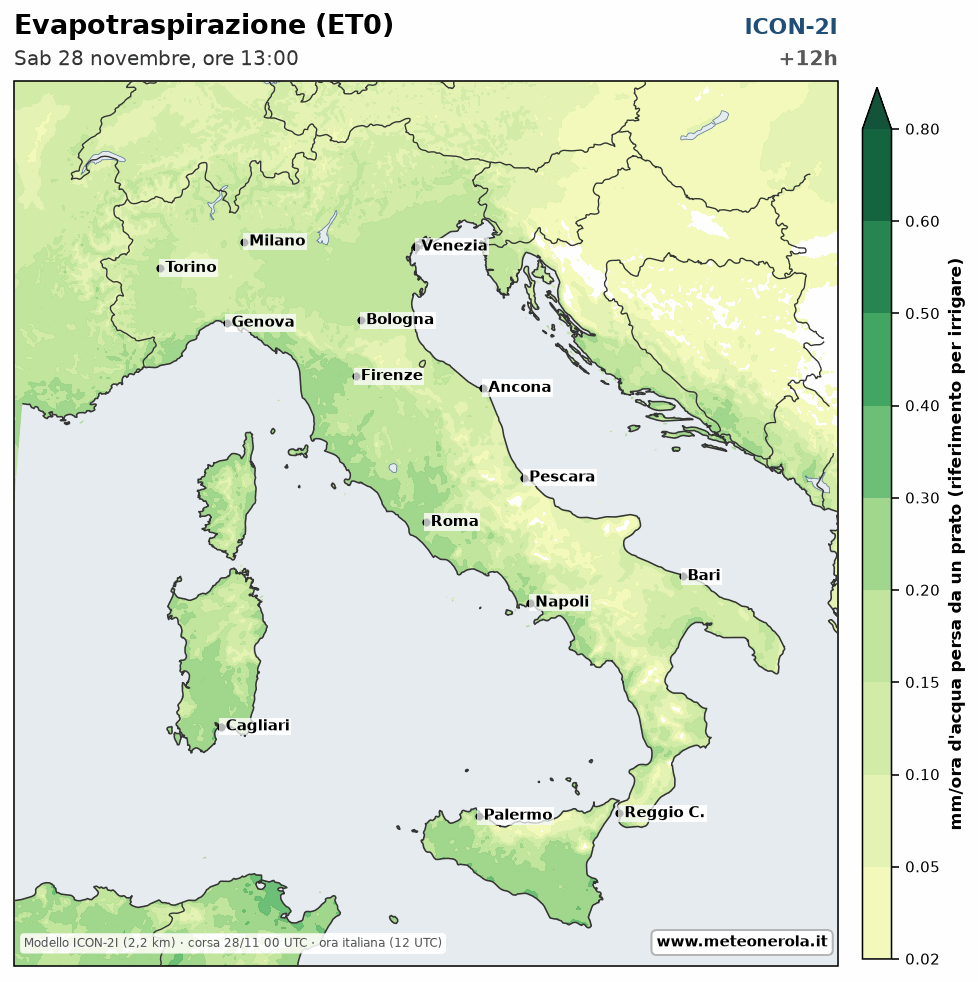 Evapotraspirazione (ET0)
ICON-2I
Sab 28 novembre, ore 13:00
+12h
Milano
Venezia
Torino
Genova
Bologna
Firenze
Ancona
Pescara
Roma
Bari
Napoli
Cagliari
Palermo
Reggio C.
Modello ICON-2I (2,2 km) · corsa 28/11 00 UTC · ora italiana (12 UTC)
www.meteonerola.it
0.80
0.60
0.50
0.40
0.30
0.20
0.15
0.10
0.05
0.02
mm/ora d'acqua persa da un prato (riferimento per irrigare)